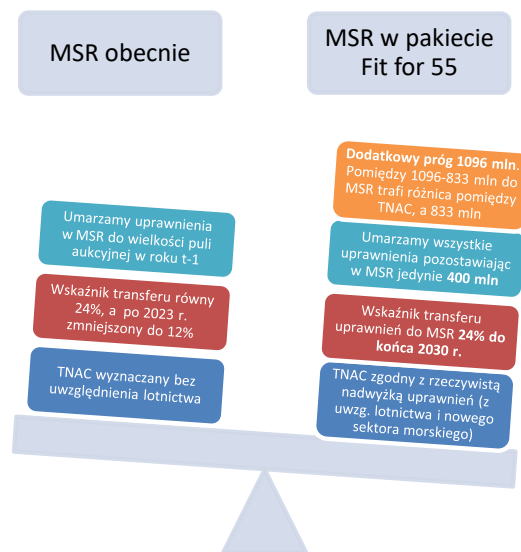 MSR obecnie
MSR w pakiecie
Fit for 55
Umarzamy uprawnienia
w MSR do wielkości puli
aukcyjnej w roku t-1
Wskaźnik transferu równy
24%, a po 2023 r.
zmniejszony do 12%
TNAC wyznaczany bez
uwzględnienia lotnictwa
Dodatkowy próg 1096 mln.
Pomiędzy 1096-833 mln do
MSR trafi różnica pomiędzy
TNAC, a 833 mln
Umarzamy wszystkie
uprawnienia pozostawiając
w MSR jedynie 400 mln
Wskaźnik transferu
uprawnień do MSR 24% do
końca 2030 r.
TNAC zgodny z rzeczywistą
nadwyżką uprawnień (z
uwzg. lotnictwa i nowego
sektora morskiego)